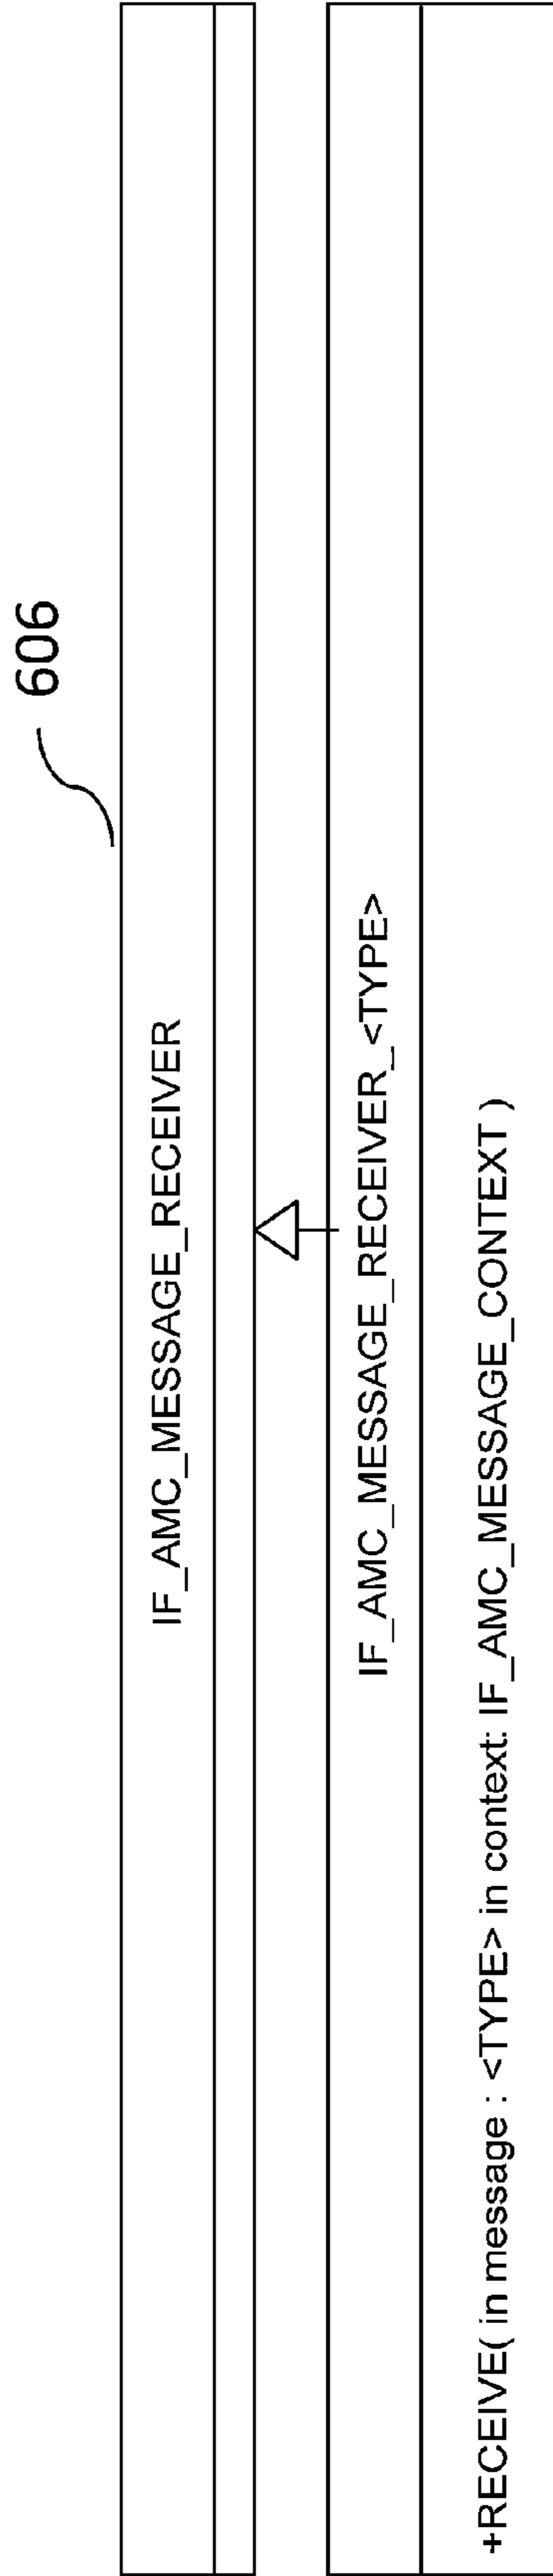 606
IF_AMC_MESSAGE_RECEIVER
IF_AMC_MESSAGE_RECEIVER_<TYPE>
+RECEIVE( in message : <TYPE> in context: IF_AMC_MESSAGE_CONTEXT )